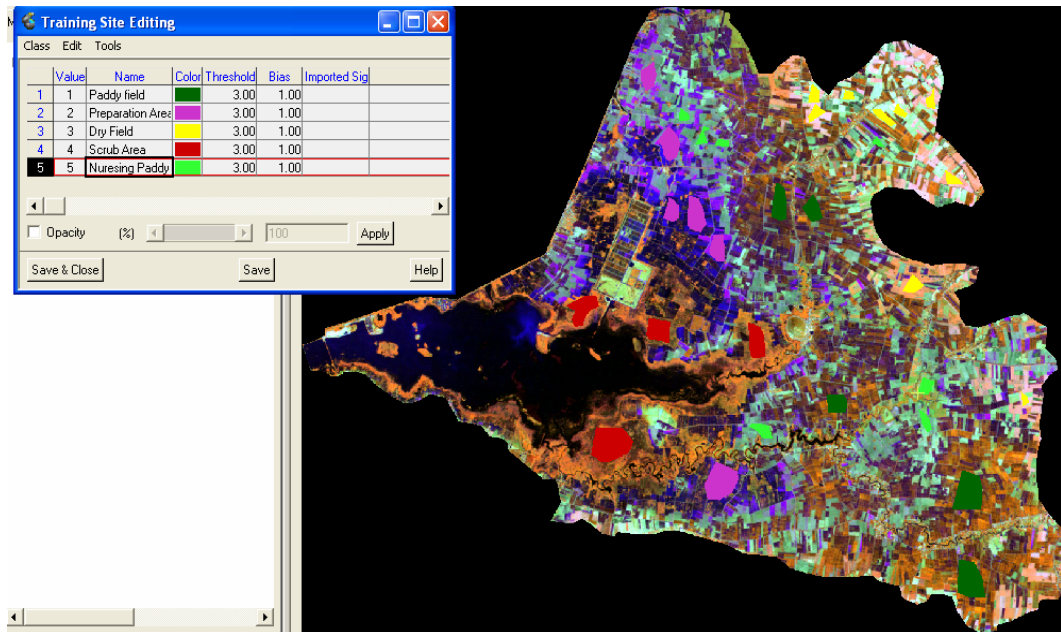 Training Site Editing
Class Edit Tools
Value Name Color Threshold Bias Imported Sig
1 1 Paddy field 3.00 1.00
2 2 Preparation Area 3.00 1.00
3 3 Dry Field 3.00 1.00
4 4 Scrub Area 3.00 1.00
5 5 Nuresing Paddy 3.00 1.00
Opacity (%) 100 Apply
Save & Close Save Help